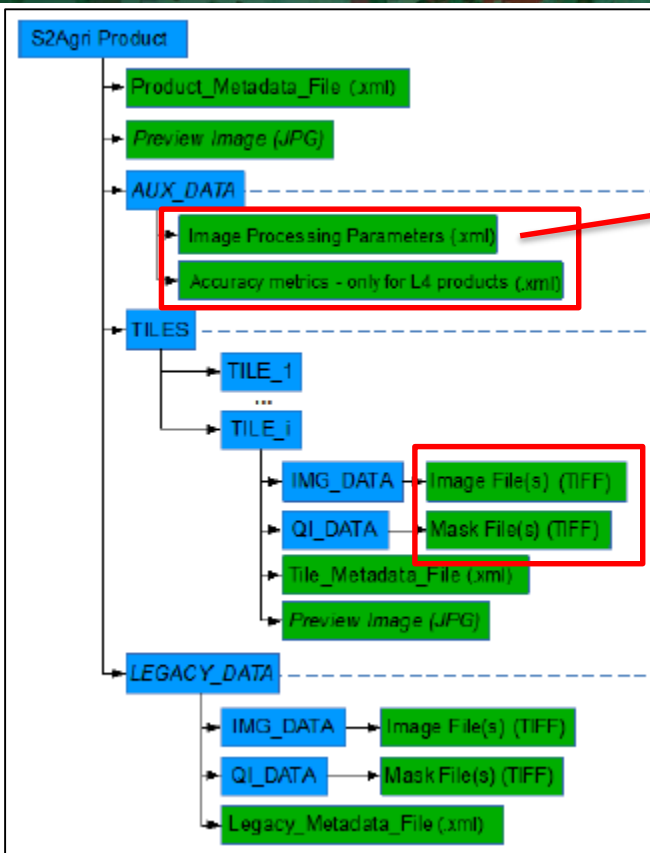 S2Agri Product
Product_Metadata_File (.xml)
Preview Image (JPG)
AUX_DATA
Image Processing Parameters (.xml)
Accuracy metrics - only for L4 products (.xml)
TILES
TILE_1
...
TILE_i
IMG_DATA Image File(s) (TIFF)
QI_DATA Mask File(s) (TIFF)
Tile_Metadata_File (.xml)
Preview Image (JPG)
LEGACY_DATA
IMG_DATA Image File(s) (TIFF)
QI_DATA Mask File(s) (TIFF)
Legacy_Metadata_File (.xml)